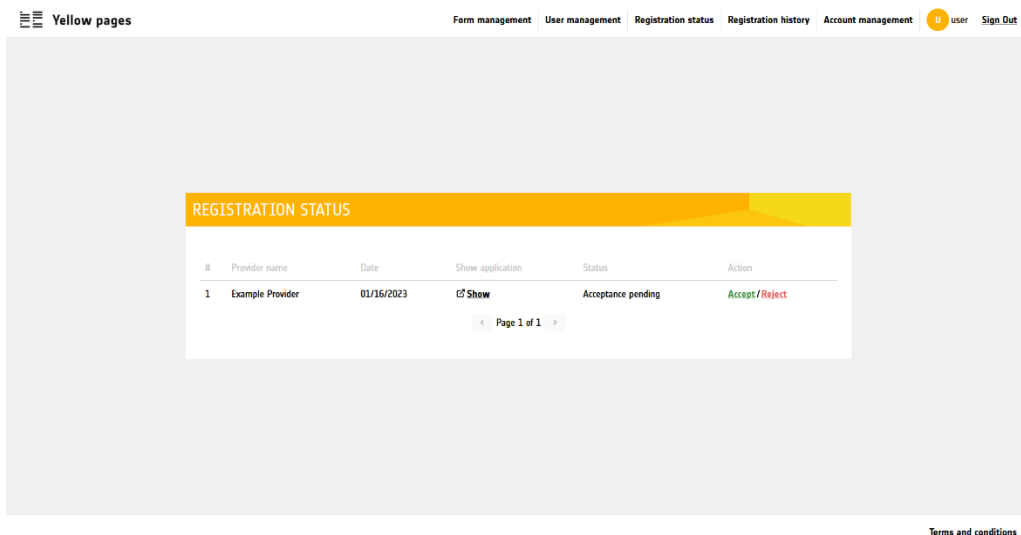 Yellow pages Form management User management Registration status Registration history Account management U user Sign Out
REGISTRATION STATUS
# Provider name Date Show application Status Action
1 Example Provider 01/16/2023 Show Acceptance pending Accept / Reject
< Page 1 of 1 >
Terms and conditions